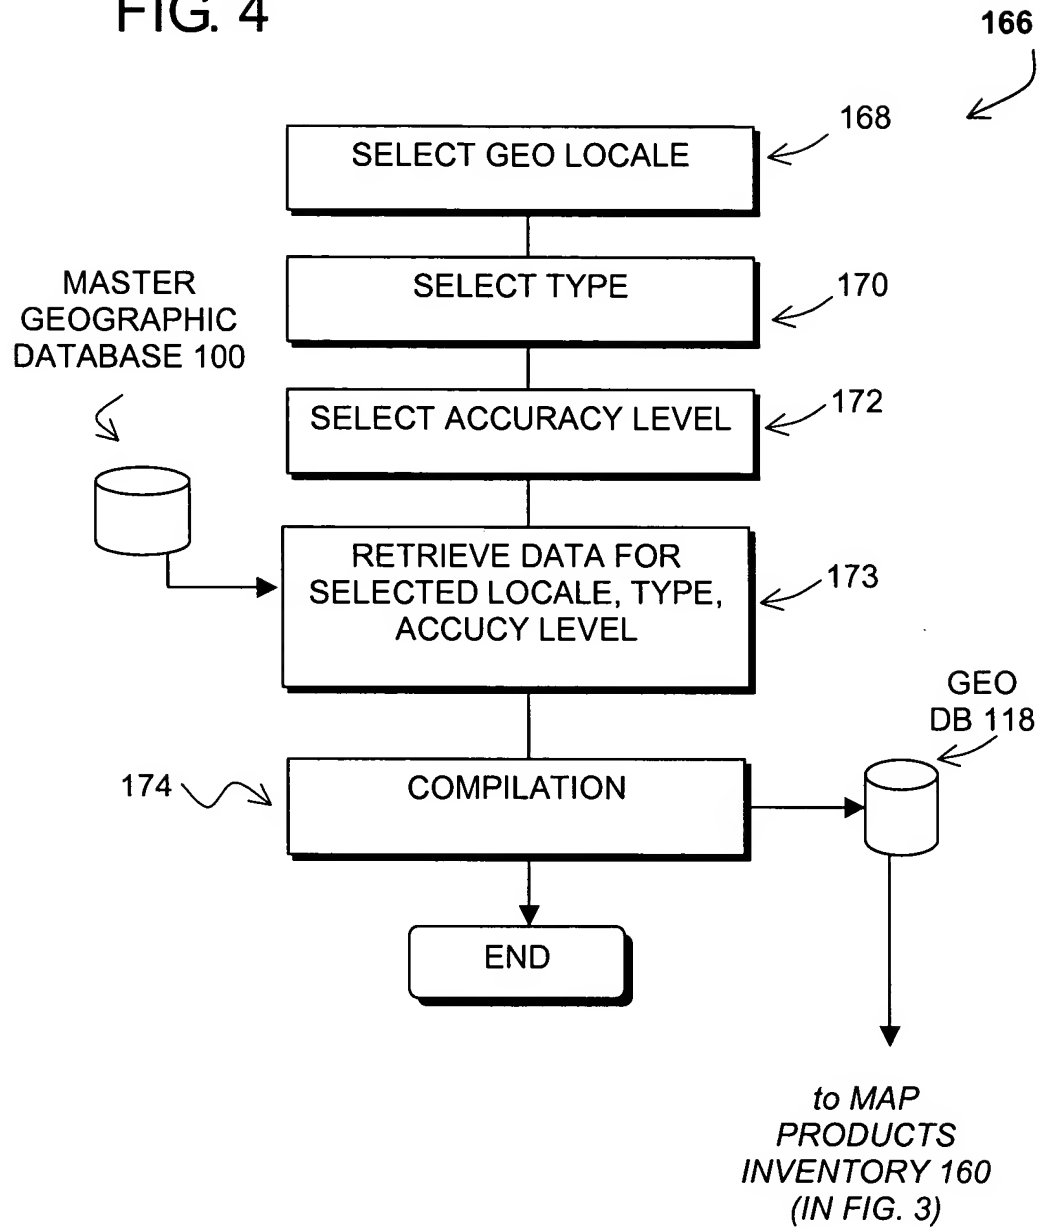 FIG. 4
166
168
SELECT GEO LOCALE
170
SELECT TYPE
MASTER
GEOGRAPHIC
DATABASE 100
172
SELECT ACCURACY LEVEL
173
RETRIEVE DATA FOR
SELECTED LOCALE, TYPE,
ACCUCY LEVEL
GEO
DB 118
174
COMPILATION
END
to MAP
PRODUCTS
INVENTORY 160
(IN FIG. 3)